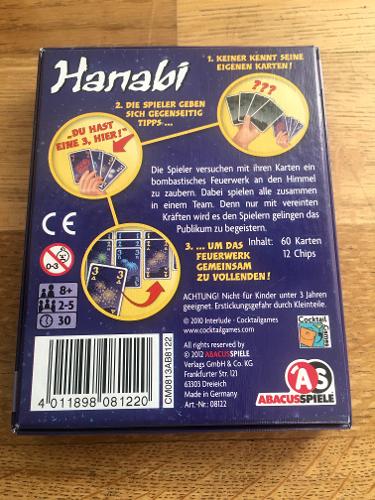 Hanabi
1. KEINER KENNT SEINE
EIGENEN KARTEN!
???
2. DIE SPIELER GEBEN
SICH GEGENSEITIG
TIPPS ...
„DU HAST
EINE 3, HIER!"
Die Spieler versuchen mit ihren Karten ein
bombastisches Feuerwerk an den Himmel
zu zaubern. Dabei spielen alle zusammen
in einem Team. Denn nur mit vereinten
Kräften wird es den Spielern gelingen das
Publikum zu begeistern.
CE
0-3
3. ... UM DAS
FEUERWERK
GEMEINSAM
ZU VOLLENDEN!
Inhalt: 60 Karten
12 Chips
3
8+
2-5
30
ACHTUNG! Nicht für Kinder unter 3 Jahren
geeignet. Erstickungsgefahr durch Kleinteile.
© 2010 Interlude - Cocktailgames
www.cocktailgames.com
Cocktail
Games
All rights reserved by
© 2012 ABACUSSPIELE
Verlags GmbH & Co. KG
Frankfurter Str. 121
63303 Dreieich
Made in Germany
Art.-Nr.: 08122
AS
ABACUSSPIELE
CM0813AB8122
4 011898 081220